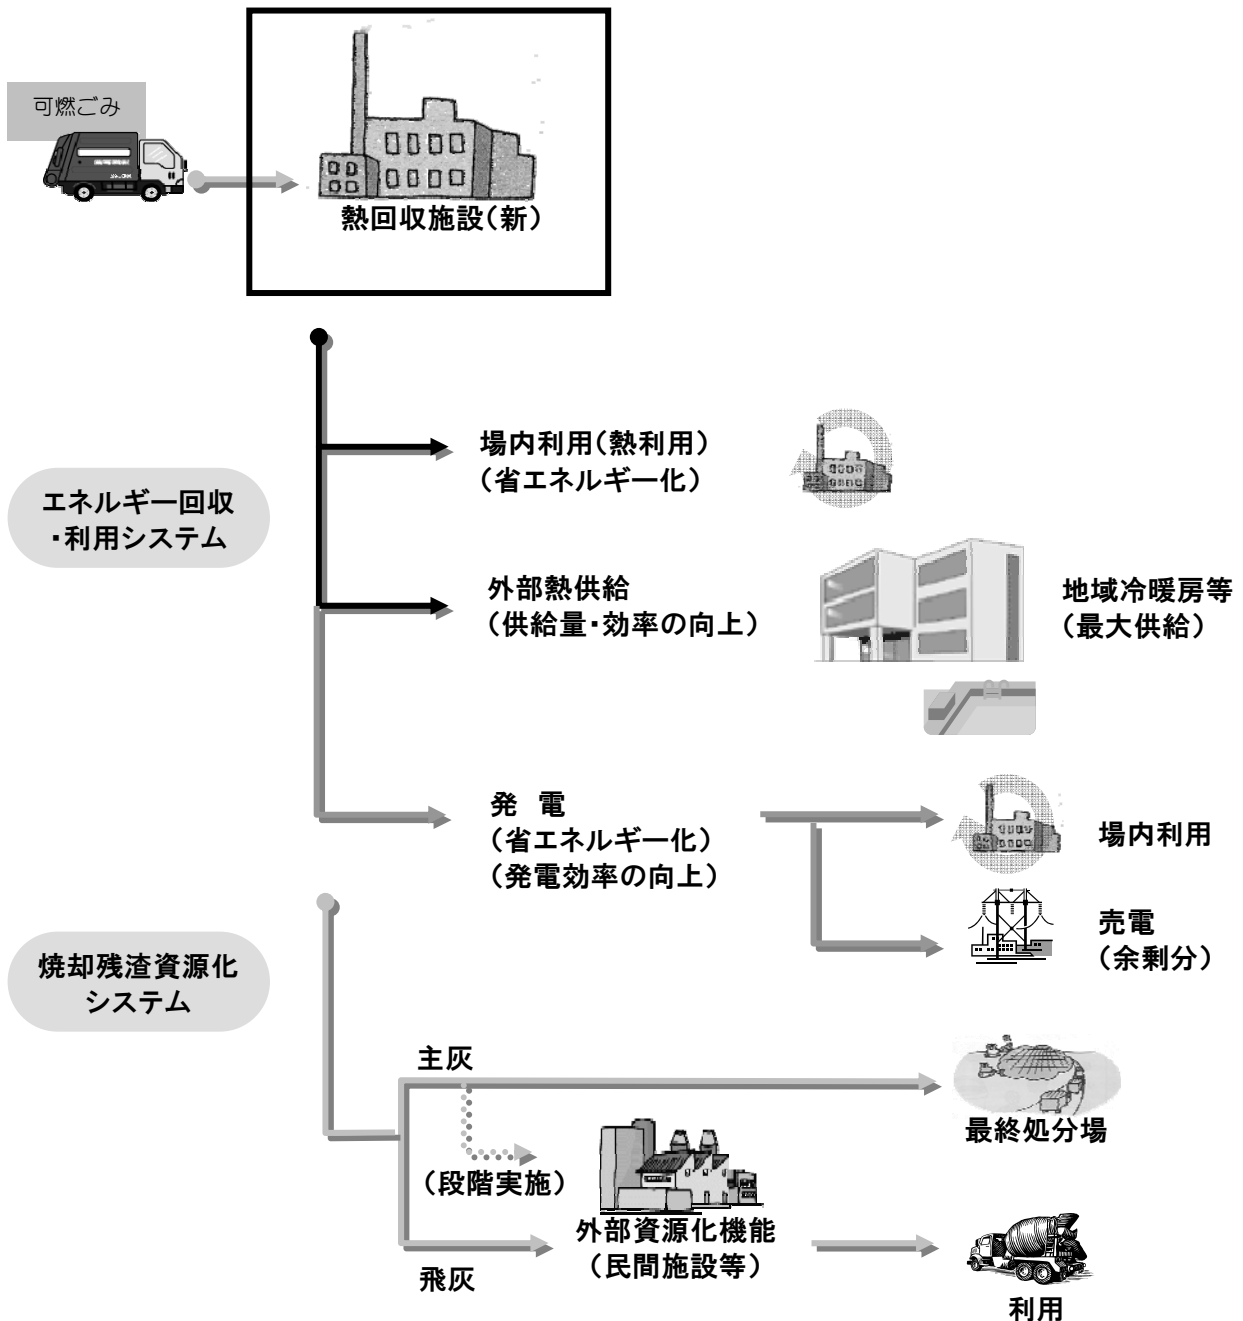 可燃ごみ
熱回収施設（新）
場内利用（熱利用）
（省エネルギー化）
エネルギー回収
・利用システム
外部熱供給
（供給量・効率の向上）
地域冷暖房等
（最大供給）
発　電
（省エネルギー化）
（発電効率の向上）
場内利用
売電
（余剰分）
焼却残渣資源化
システム
主灰
最終処分場
（段階実施）
外部資源化機能
（民間施設等）
飛灰
利用